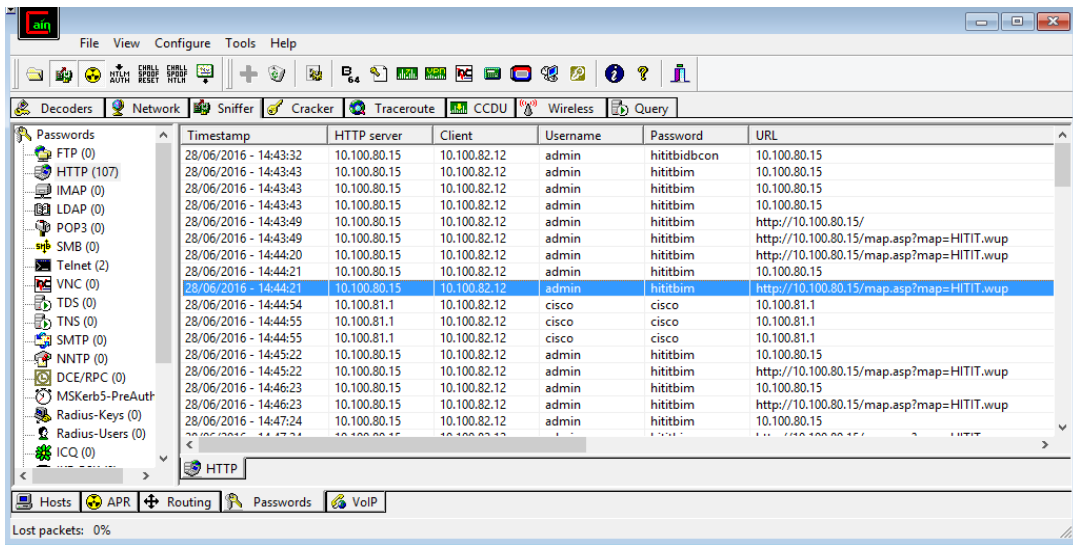 aín
File View Configure Tools Help
NTLM AUTH CHALL SPOOF RESET CHALL SPOOF NTLM B64
Decoders Network Sniffer Cracker Traceroute CCDU Wireless Query
Passwords
FTP (0)
HTTP (107)
IMAP (0)
LDAP (0)
POP3 (0)
SMB (0)
Telnet (2)
VNC (0)
TDS (0)
TNS (0)
SMTP (0)
NNTP (0)
DCE/RPC (0)
MSKerb5-PreAuth
Radius-Keys (0)
Radius-Users (0)
ICQ (0)
Timestamp HTTP server Client Username Password URL
28/06/2016 - 14:43:32 10.100.80.15 10.100.82.12 admin hititbidbcon 10.100.80.15
28/06/2016 - 14:43:43 10.100.80.15 10.100.82.12 admin hititbim 10.100.80.15
28/06/2016 - 14:43:43 10.100.80.15 10.100.82.12 admin hititbim 10.100.80.15
28/06/2016 - 14:43:43 10.100.80.15 10.100.82.12 admin hititbim 10.100.80.15
28/06/2016 - 14:43:49 10.100.80.15 10.100.82.12 admin hititbim http://10.100.80.15/
28/06/2016 - 14:43:49 10.100.80.15 10.100.82.12 admin hititbim http://10.100.80.15/map.asp?map=HITIT.wup
28/06/2016 - 14:44:20 10.100.80.15 10.100.82.12 admin hititbim http://10.100.80.15/map.asp?map=HITIT.wup
28/06/2016 - 14:44:21 10.100.80.15 10.100.82.12 admin hititbim 10.100.80.15
28/06/2016 - 14:44:21 10.100.80.15 10.100.82.12 admin hititbim http://10.100.80.15/map.asp?map=HITIT.wup
28/06/2016 - 14:44:54 10.100.81.1 10.100.82.12 cisco cisco 10.100.81.1
28/06/2016 - 14:44:55 10.100.81.1 10.100.82.12 cisco cisco 10.100.81.1
28/06/2016 - 14:44:55 10.100.81.1 10.100.82.12 cisco cisco 10.100.81.1
28/06/2016 - 14:45:22 10.100.80.15 10.100.82.12 admin hititbim 10.100.80.15
28/06/2016 - 14:45:22 10.100.80.15 10.100.82.12 admin hititbim http://10.100.80.15/map.asp?map=HITIT.wup
28/06/2016 - 14:46:23 10.100.80.15 10.100.82.12 admin hititbim 10.100.80.15
28/06/2016 - 14:46:23 10.100.80.15 10.100.82.12 admin hititbim http://10.100.80.15/map.asp?map=HITIT.wup
28/06/2016 - 14:47:24 10.100.80.15 10.100.82.12 admin hititbim 10.100.80.15
HTTP
Hosts APR Routing Passwords VoIP
Lost packets: 0%